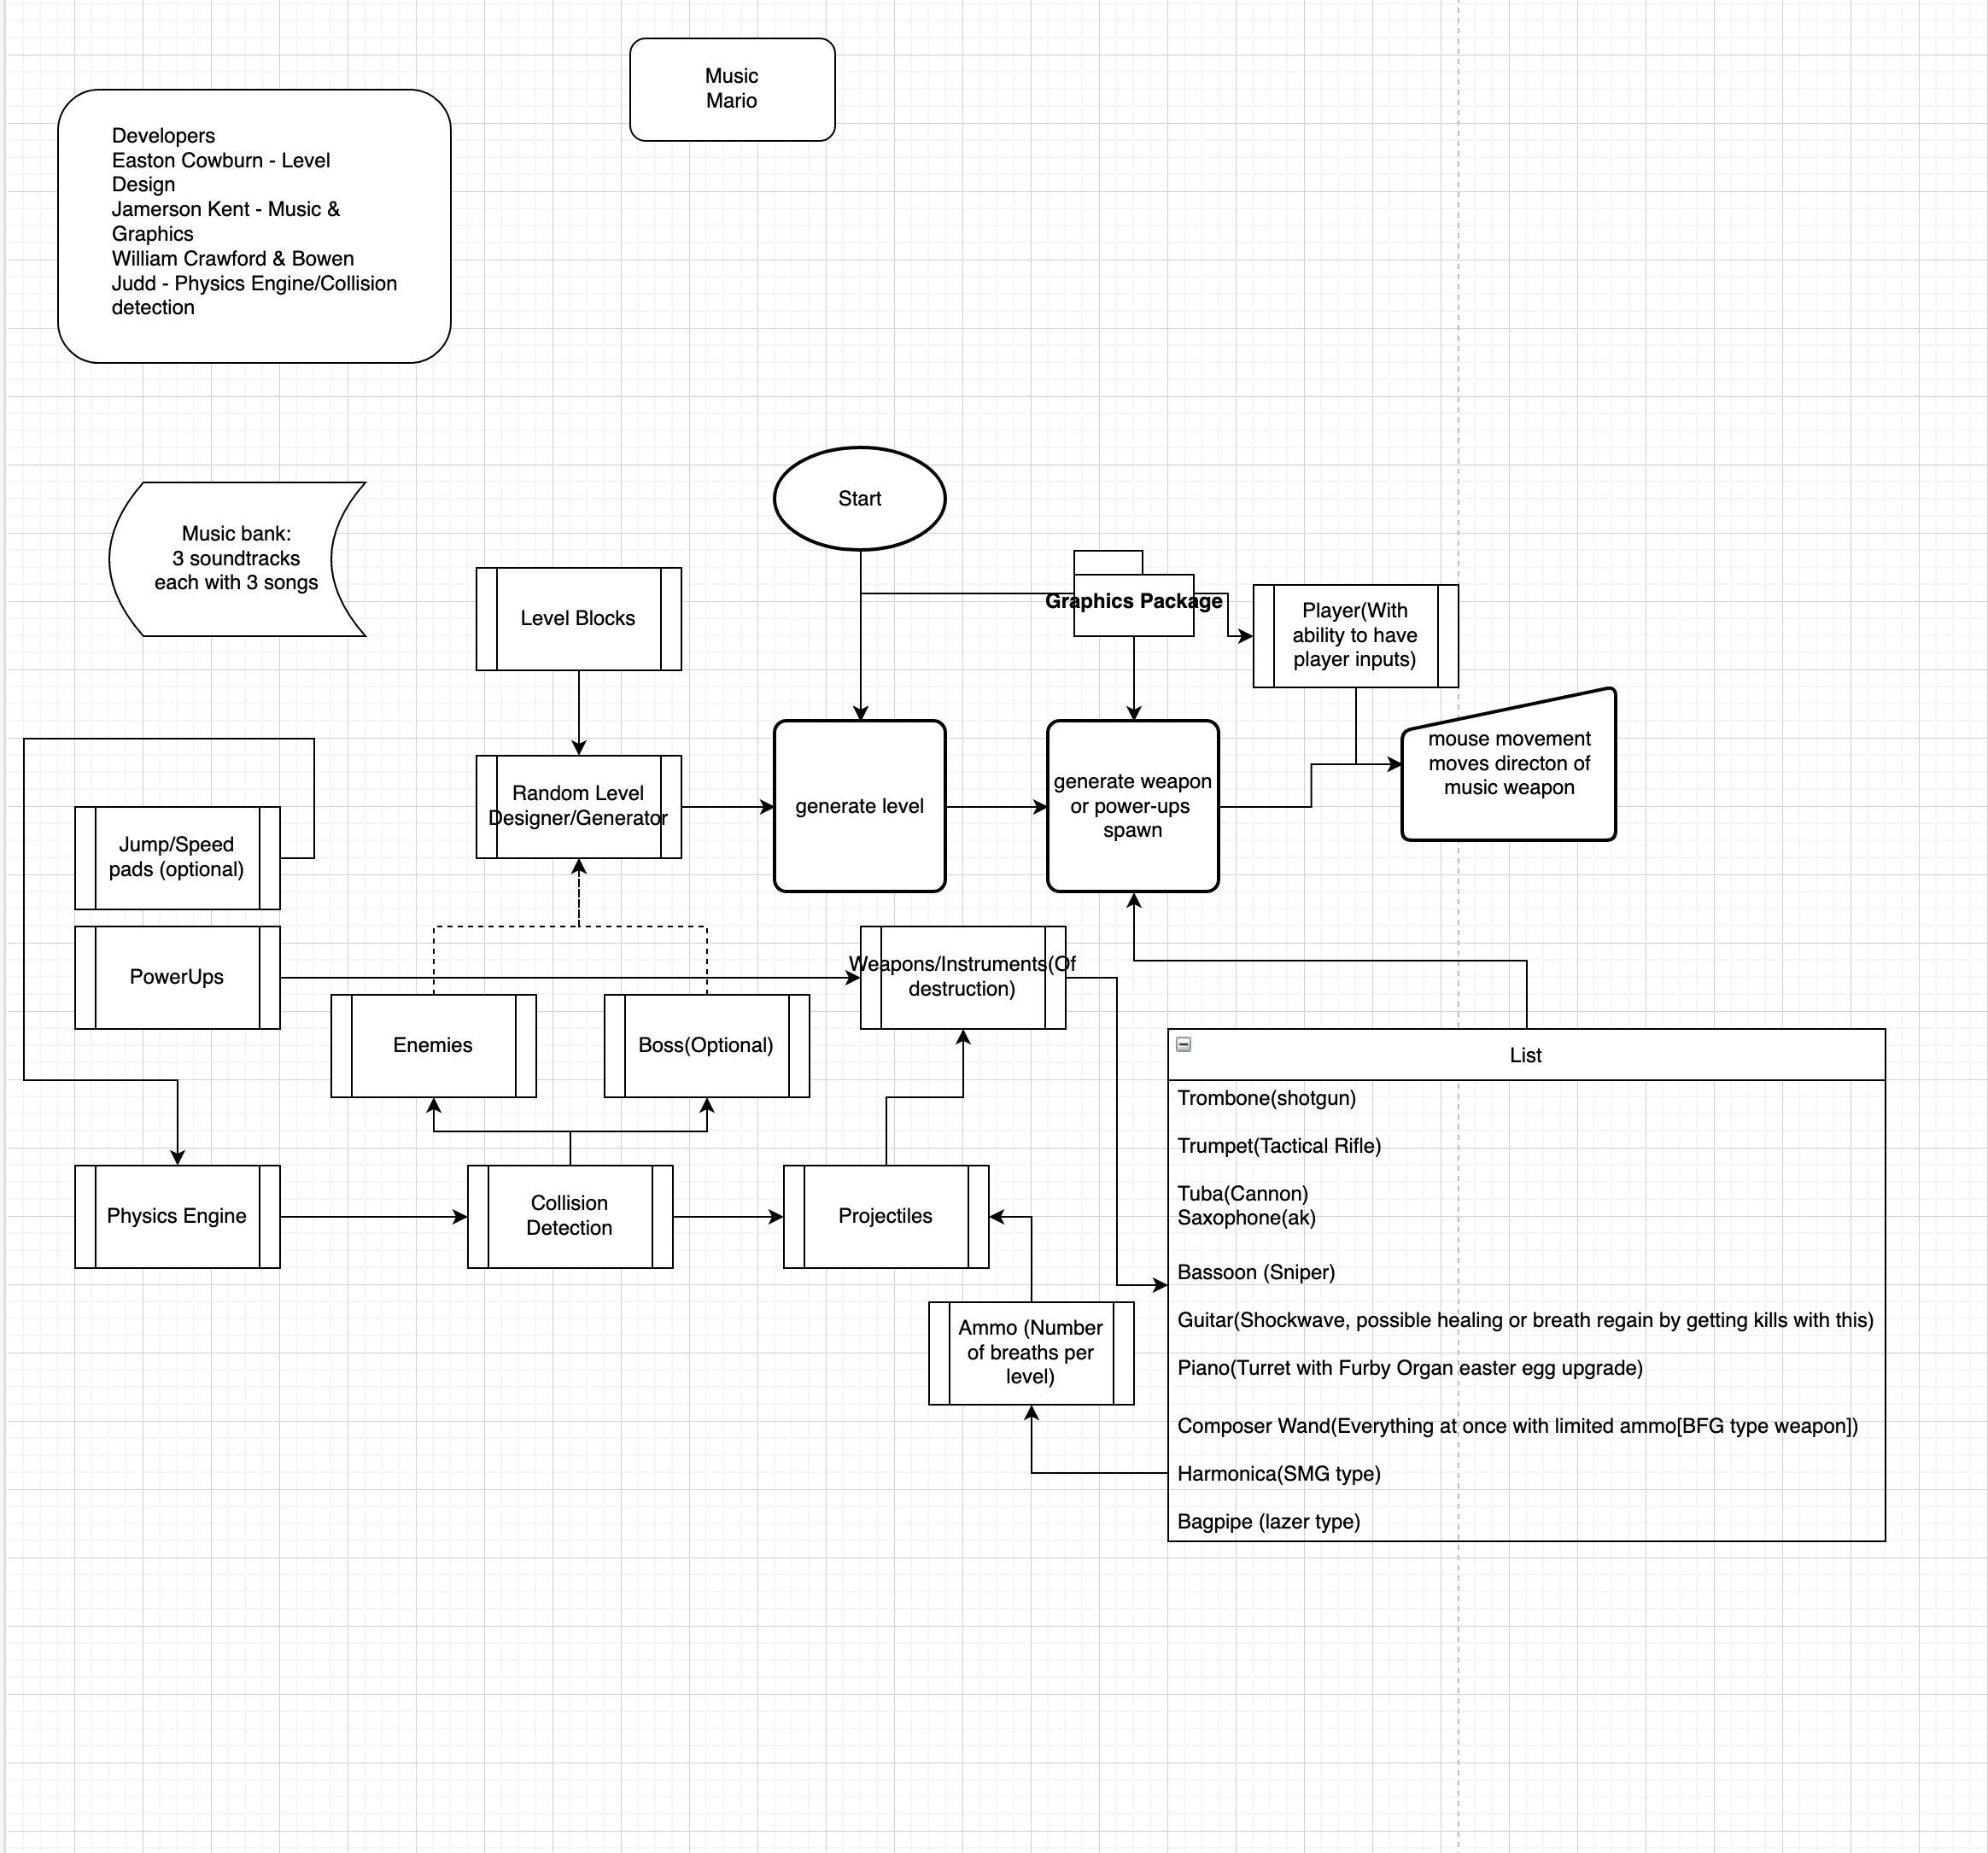 Music
Mario
Developers
Easton Cowburn - Level
Design
Jamerson Kent - Music &
Graphics
William Crawford & Bowen
Judd - Physics Engine/Collision
detection
Start
Music bank:
3 soundtracks
each with 3 songs
Level Blocks
Graphics Package
Player(With
ability to have
player inputs)
mouse movement
moves directon of
music weapon
Random Level
Designer/Generator
generate level
generate weapon
or power-ups
spawn
Jump/Speed
pads (optional)
PowerUps
Weapons/Instruments(Of
destruction)
Enemies
Boss(Optional)
Physics Engine
Collision
Detection
Projectiles
Ammo (Number
of breaths per
level)
List
Trombone(shotgun)
Trumpet(Tactical Rifle)
Tuba(Cannon)
Saxophone(ak)
Bassoon (Sniper)
Guitar(Shockwave, possible healing or breath regain by getting kills with this)
Piano(Turret with Furby Organ easter egg upgrade)
Composer Wand(Everything at once with limited ammo[BFG type weapon])
Harmonica(SMG type)
Bagpipe (lazer type)